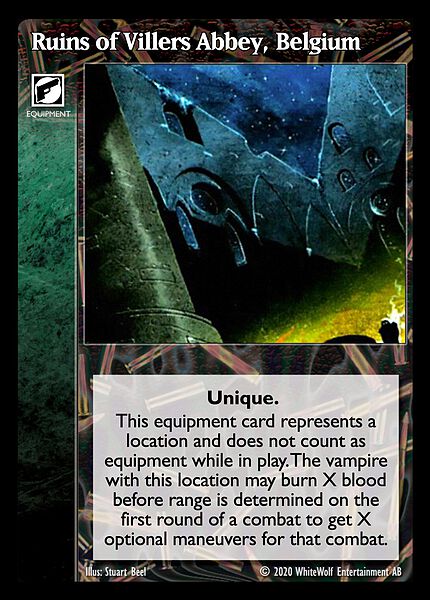 Ruins of Villers Abbey, Belgium
EQUIPMENT
Unique.
This equipment card represents a
location and does not count as
equipment while in play.The vampire
with this location may burn X blood
before range is determined on the
first round of a combat to get X
optional maneuvers for that combat.
Illus: Stuart Beel © 2020 WhiteWolf Entertainment AB